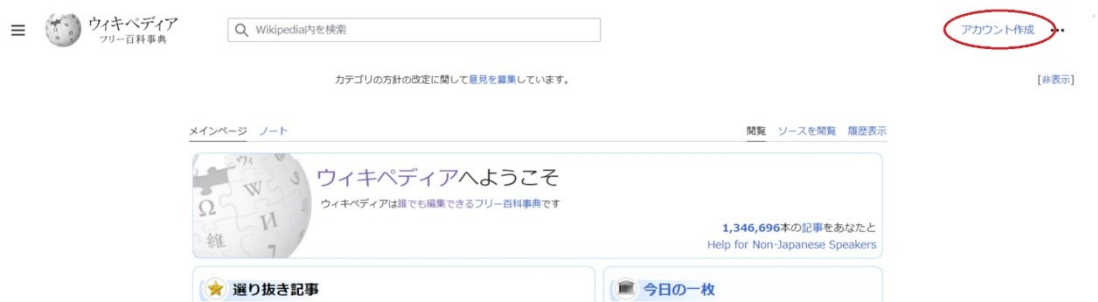 ウィキペディア
フリー百科事典
Wikipedia内を検索
アカウント作成
カテゴリの方針の改定に関して意見を募集しています。
[非表示]
メインページ ノート
閲覧 ソースを閲覧 履歴表示
ウィキペディアへようこそ
ウィキペディアは誰でも編集できるフリー百科事典です
1,346,696本の記事をあなたと
Help for Non-Japanese Speakers
選り抜き記事
今日の一枚